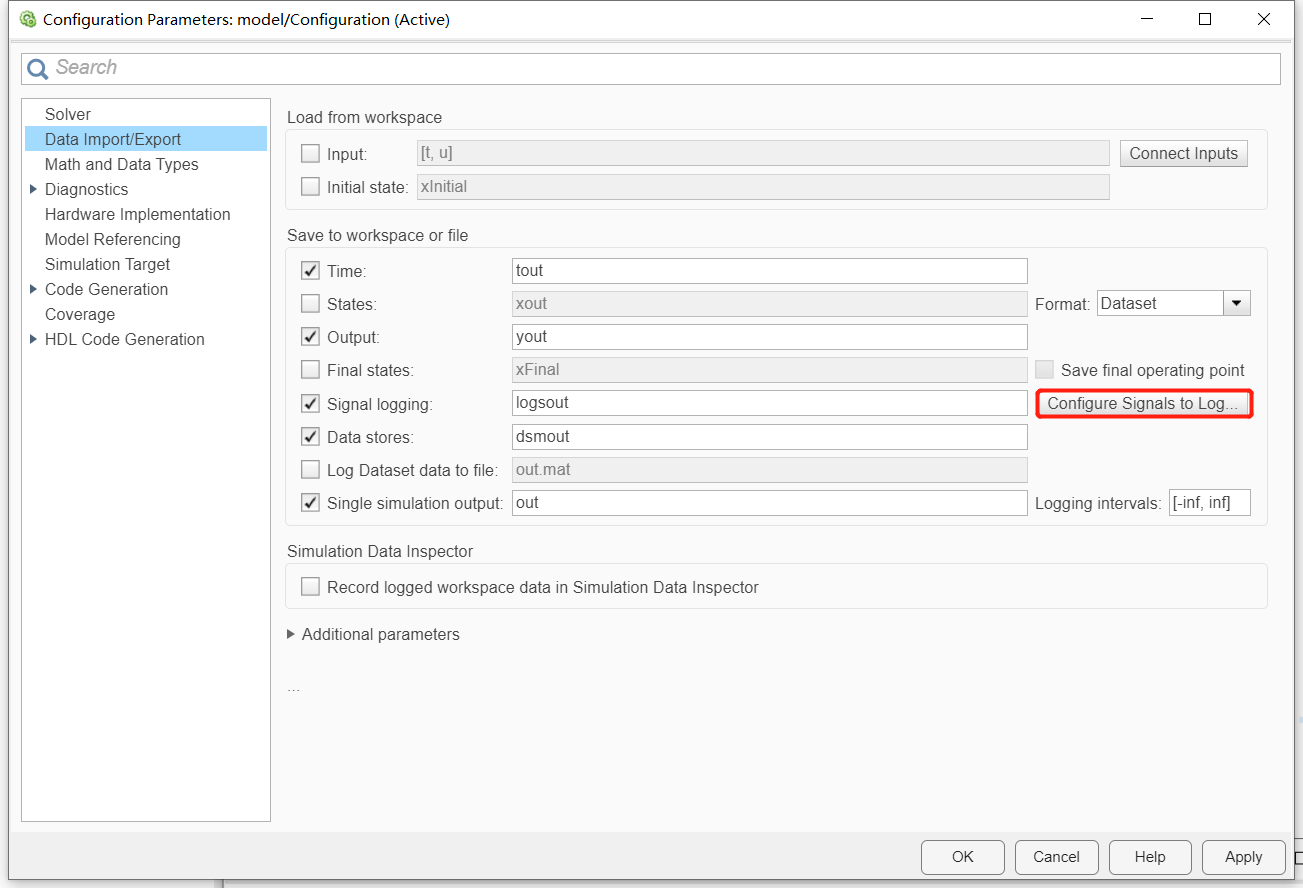 Configuration Parameters: model/Configuration (Active)
Search
Solver
Data Import/Export
Math and Data Types
Diagnostics
Hardware Implementation
Model Referencing
Simulation Target
Code Generation
Coverage
HDL Code Generation
Load from workspace
Input: [t, u] Connect Inputs
Initial state: xInitial
Save to workspace or file
Time: tout
States: xout Format: Dataset
Output: yout
Final states: xFinal Save final operating point
Signal logging: logsout Configure Signals to Log...
Data stores: dsmout
Log Dataset data to file: out.mat
Single simulation output: out Logging intervals: [-inf, inf]
Simulation Data Inspector
Record logged workspace data in Simulation Data Inspector
Additional parameters
...
OK Cancel Help Apply